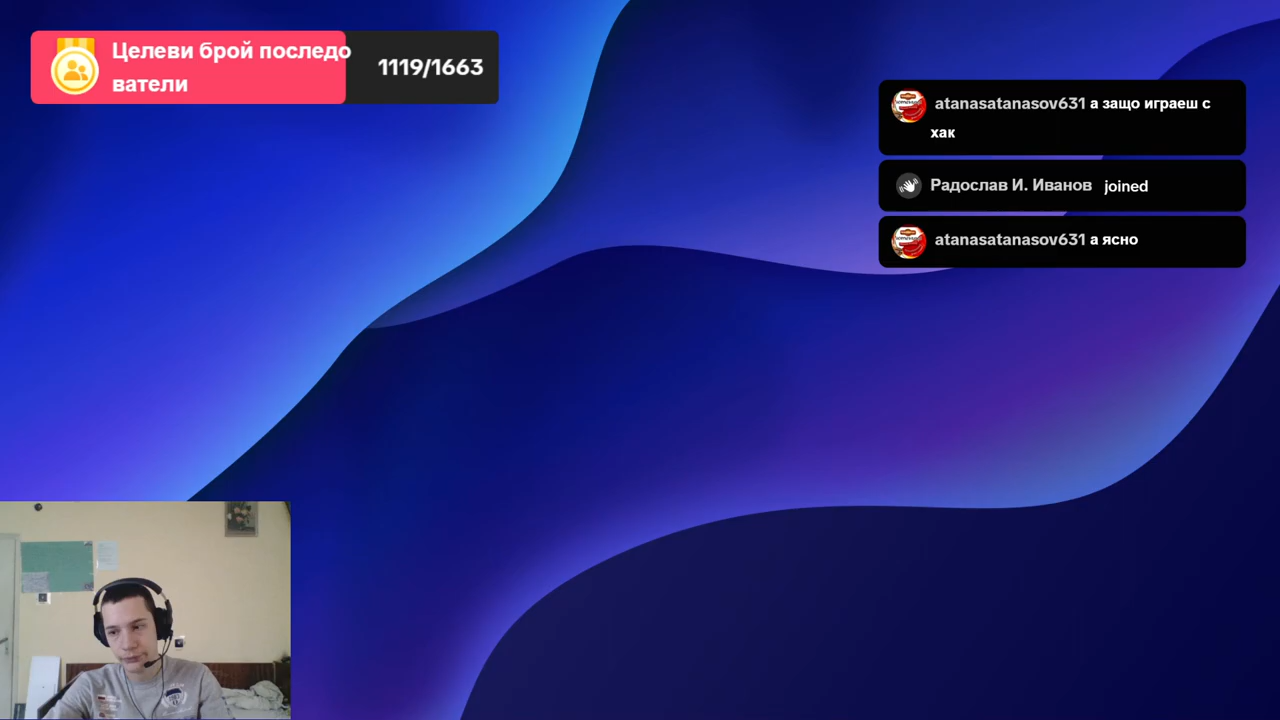 Целеви брой последо
ватели
1119/1663
atanasatanasov631 а защо играеш с
хак
Радослав И. Иванов joined
atanasatanasov631 а ясно